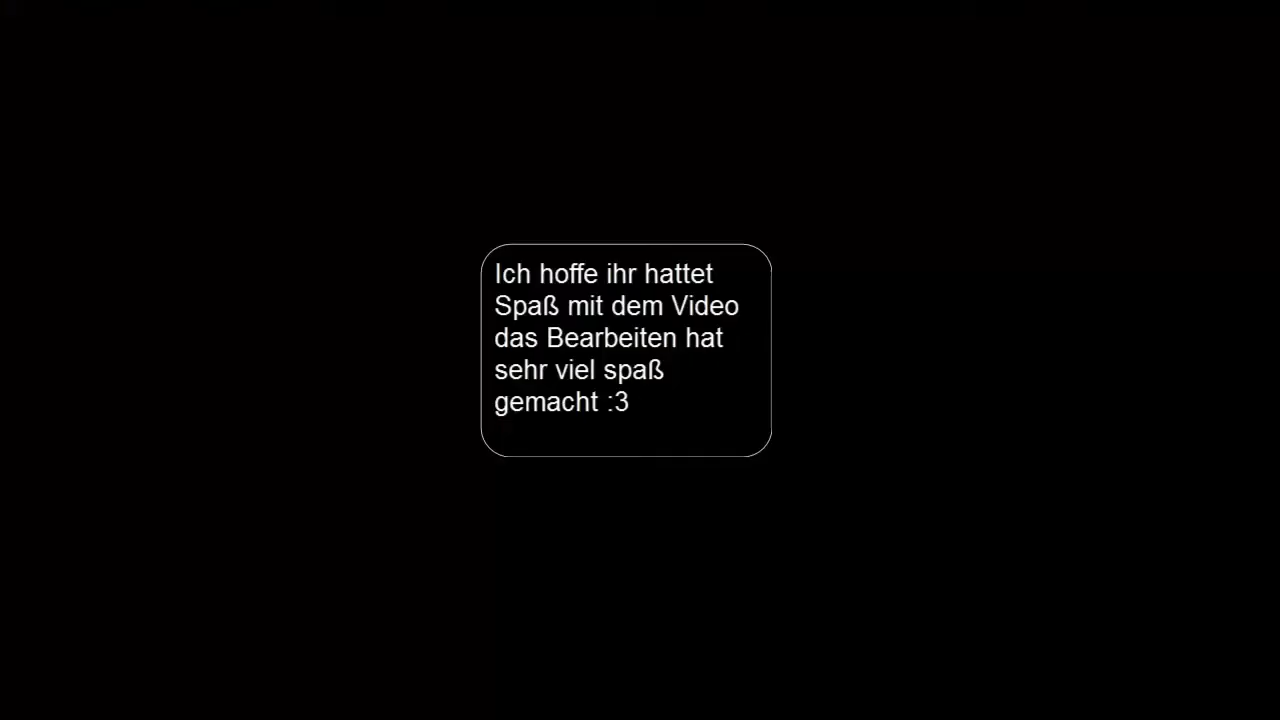 Ich hoffe ihr hattet
Spaß mit dem Video
das Bearbeiten hat
sehr viel spaß
gemacht :3